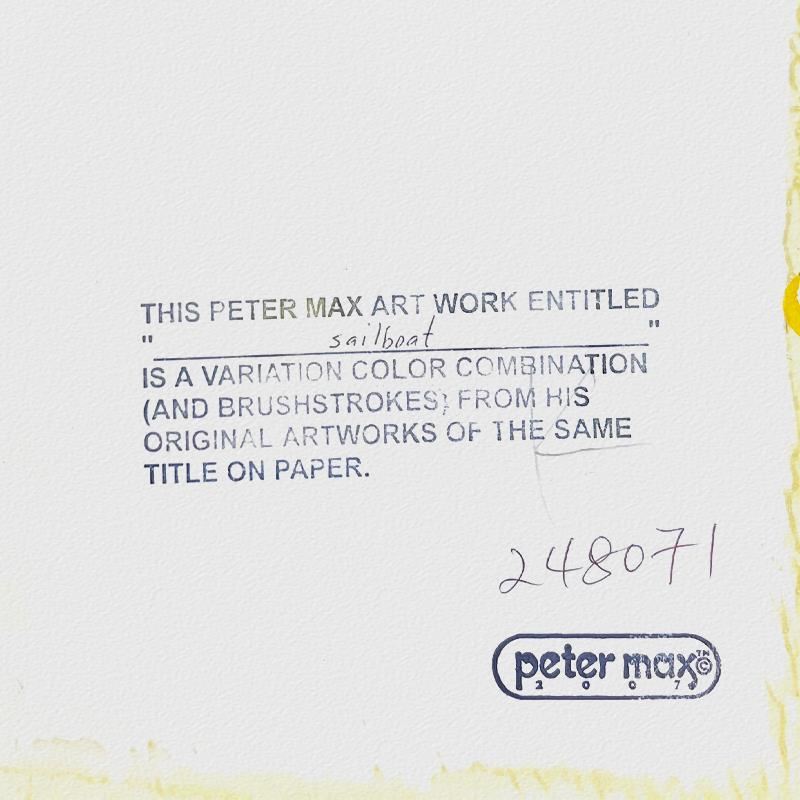 THIS PETER MAX ART WORK ENTITLED
" sailboat "
IS A VARIATION COLOR COMBINATION
(AND BRUSHSTROKES) FROM HIS
ORIGINAL ARTWORKS OF THE SAME
TITLE ON PAPER.
248071
peter max™©
2007